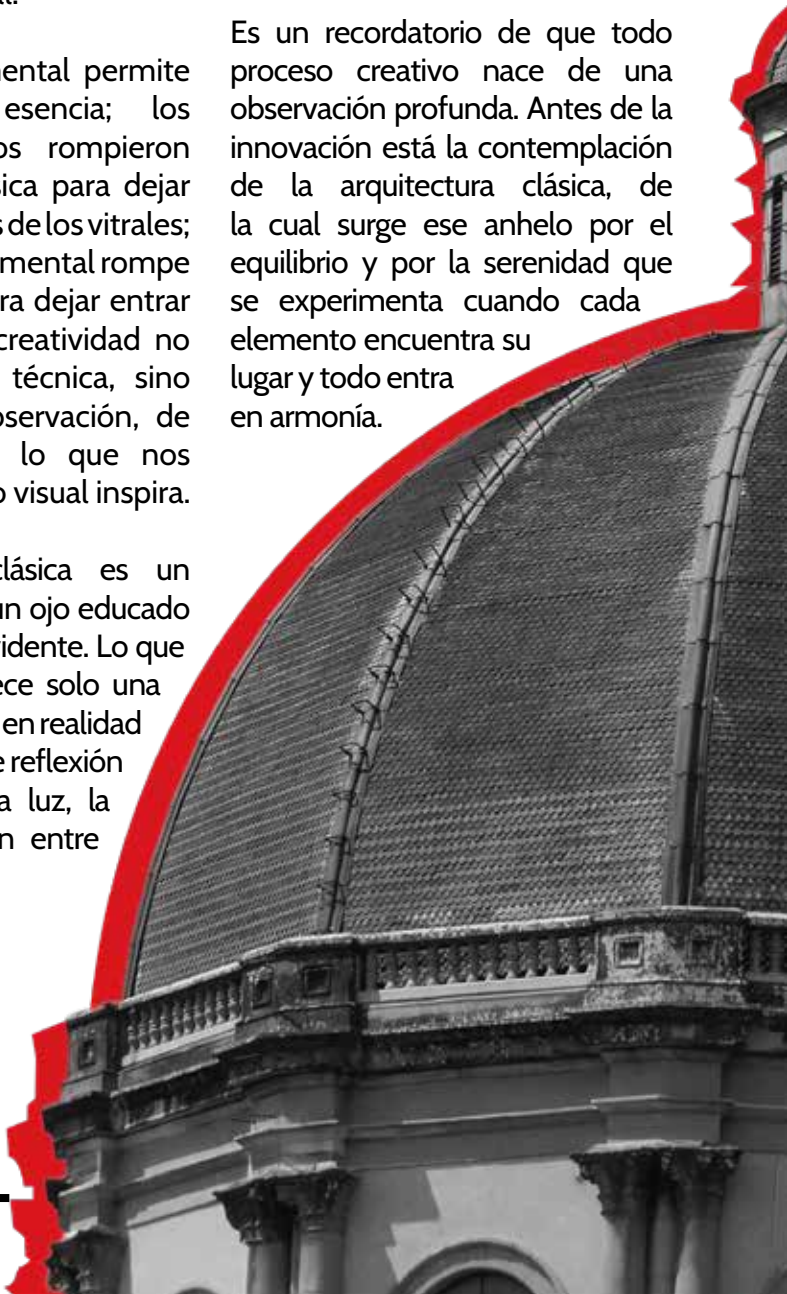 al.
mental permite
esencia; los
os rompieron
sica para dejar
s de los vitrales;
mental rompe
ra dejar entrar
creatividad no
técnica, sino
servación, de
lo que nos
o visual inspira.
clásica es un
un ojo educado
vidente. Lo que
ece solo una
en realidad
e reflexión
a luz, la
n entre
Es un recordatorio de que todo
proceso creativo nace de una
observación profunda. Antes de la
innovación está la contemplación
de la arquitectura clásica, de
la cual surge ese anhelo por el
equilibrio y por la serenidad que
se experimenta cuando cada
elemento encuentra su
lugar y todo entra
en armonía.